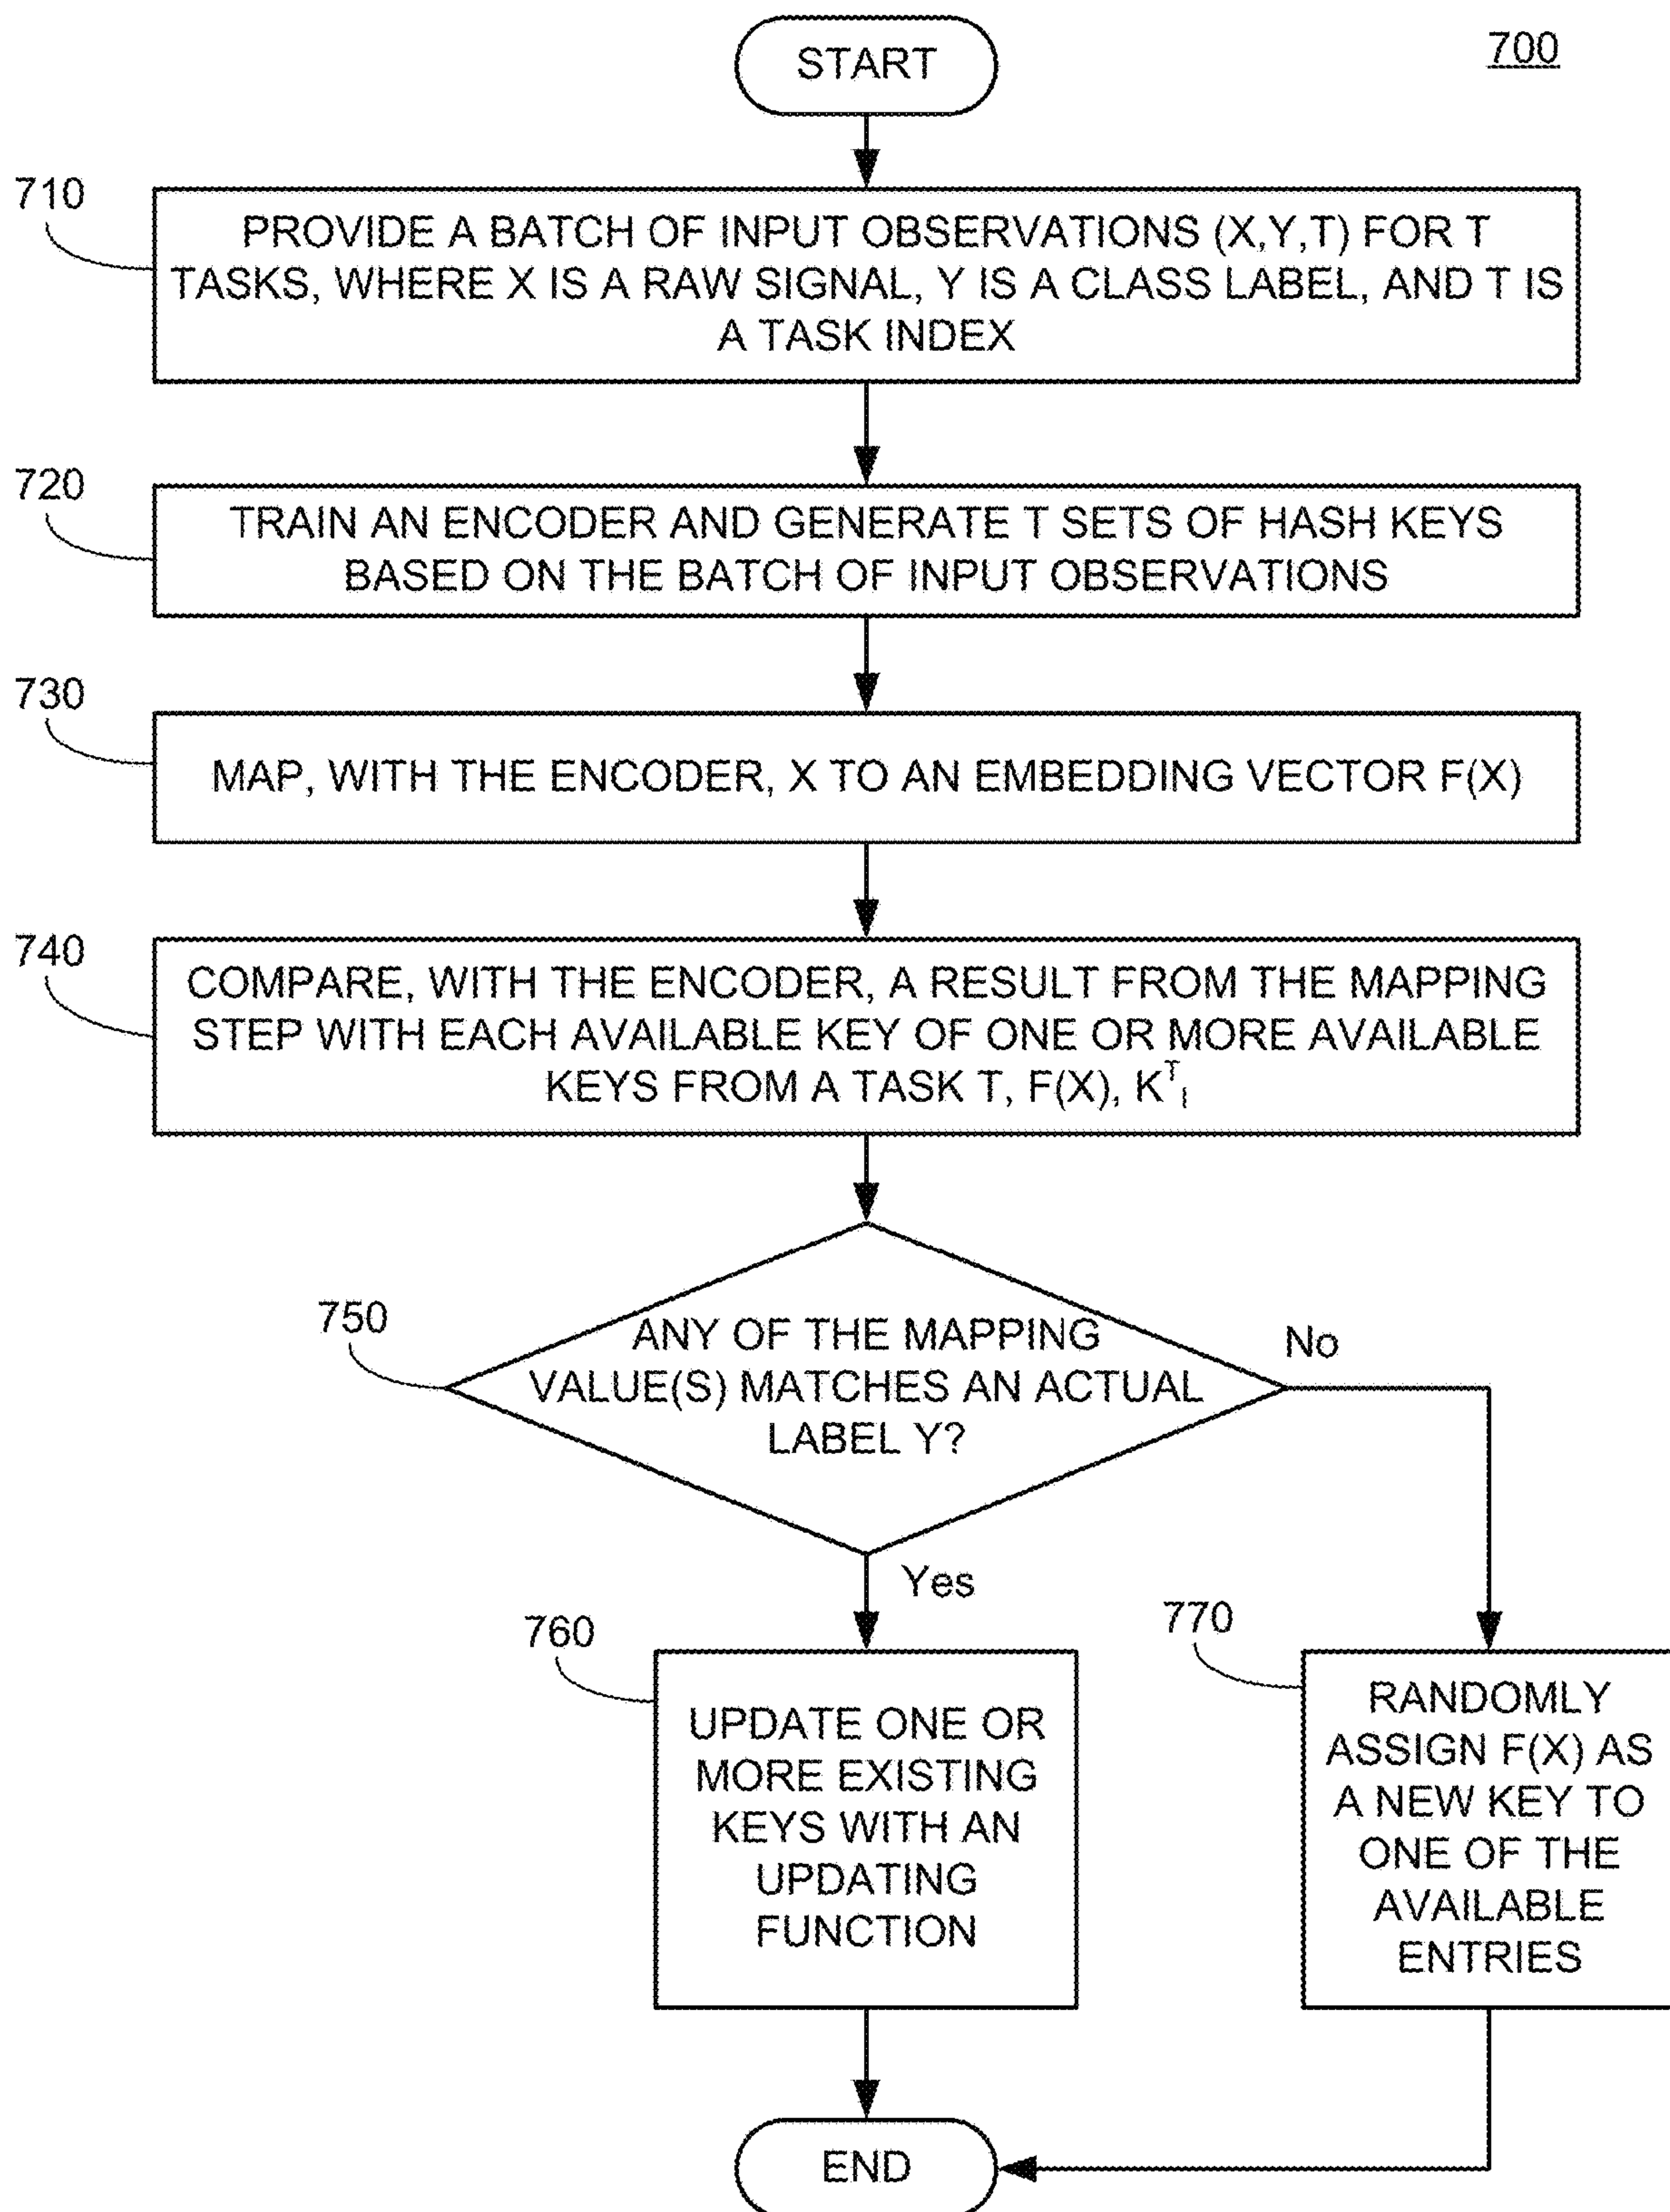 START
700
710
PROVIDE A BATCH OF INPUT OBSERVATIONS (X,Y,T) FOR T
TASKS, WHERE X IS A RAW SIGNAL, Y IS A CLASS LABEL, AND T IS
A TASK INDEX
720
TRAIN AN ENCODER AND GENERATE T SETS OF HASH KEYS
BASED ON THE BATCH OF INPUT OBSERVATIONS
730
MAP, WITH THE ENCODER, X TO AN EMBEDDING VECTOR F(X)
740
COMPARE, WITH THE ENCODER, A RESULT FROM THE MAPPING
STEP WITH EACH AVAILABLE KEY OF ONE OR MORE AVAILABLE
KEYS FROM A TASK T, F(X), K^T_I
750
ANY OF THE MAPPING
VALUE(S) MATCHES AN ACTUAL
LABEL Y?
No
Yes
760
UPDATE ONE OR
MORE EXISTING
KEYS WITH AN
UPDATING
FUNCTION
770
RANDOMLY
ASSIGN F(X) AS
A NEW KEY TO
ONE OF THE
AVAILABLE
ENTRIES
END